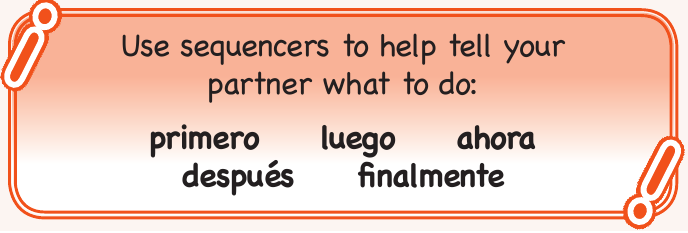 Use sequencers to help tell your
partner what to do:
primero luego ahora
después finalmente